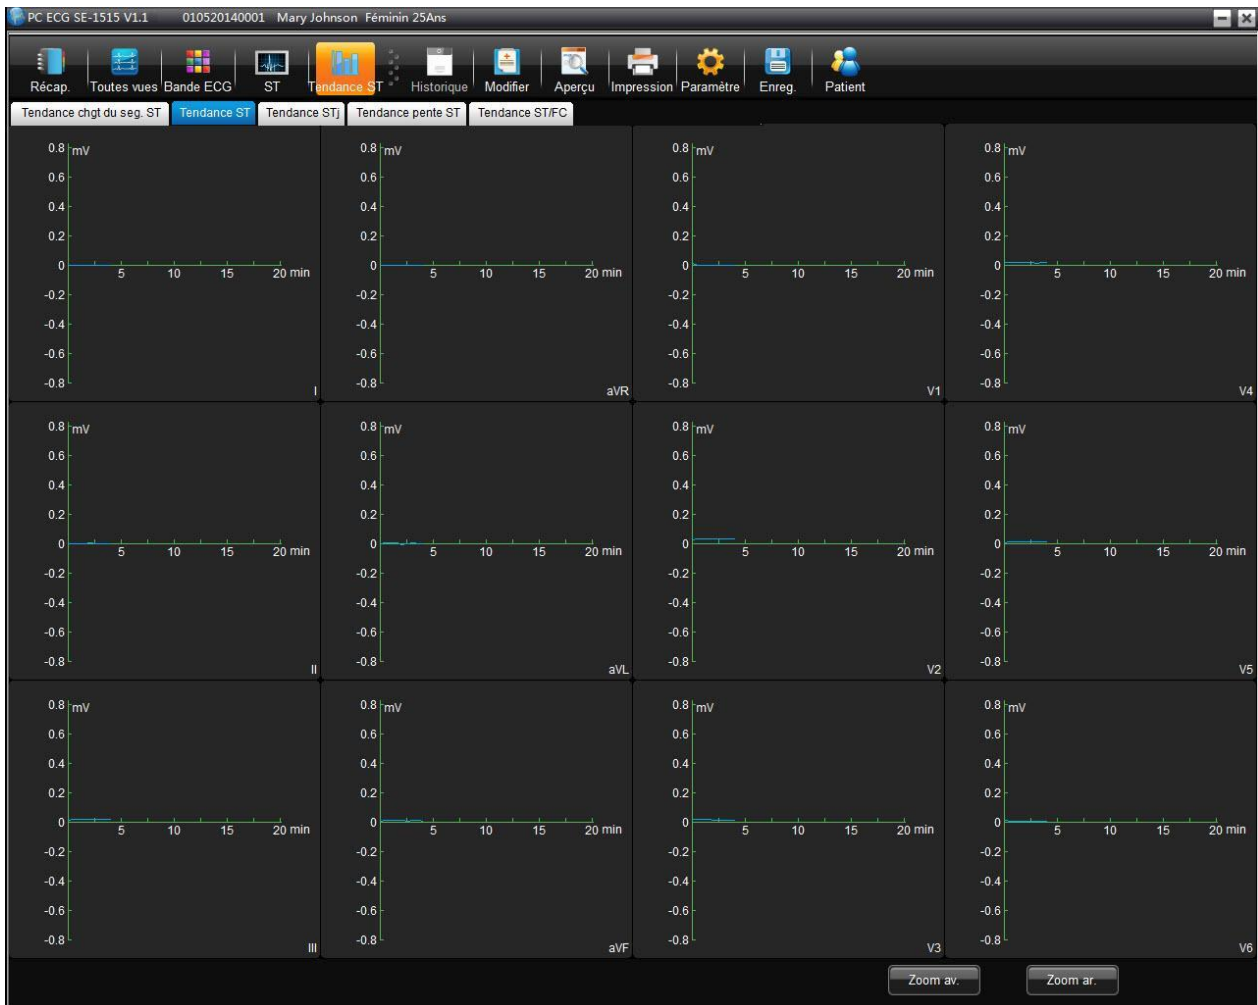 PC ECG SE-1515 V1.1 010520140001 Mary Johnson Féminin 25Ans
Récap. Toutes vues Bande ECG ST Tendance ST Historique Modifier Aperçu Impression Paramètre Enreg. Patient
Tendance chgt du seg. ST Tendance ST Tendance STj Tendance pente ST Tendance ST/FC
0.8 mV 0.8 mV 0.8 mV 0.8 mV
0.6 0.6 0.6 0.6
0.4 0.4 0.4 0.4
0.2 0.2 0.2 0.2
0 5 10 15 20 min 0 5 10 15 20 min 0 5 10 15 20 min 0 5 10 15 20 min
-0.2 -0.2 -0.2 -0.2
-0.4 -0.4 -0.4 -0.4
-0.6 -0.6 -0.6 -0.6
-0.8 -0.8 -0.8 -0.8
I aVR V1 V4
0.8 mV 0.8 mV 0.8 mV 0.8 mV
0.6 0.6 0.6 0.6
0.4 0.4 0.4 0.4
0.2 0.2 0.2 0.2
0 5 10 15 20 min 0 5 10 15 20 min 0 5 10 15 20 min 0 5 10 15 20 min
-0.2 -0.2 -0.2 -0.2
-0.4 -0.4 -0.4 -0.4
-0.6 -0.6 -0.6 -0.6
-0.8 -0.8 -0.8 -0.8
II aVL V2 V5
0.8 mV 0.8 mV 0.8 mV 0.8 mV
0.6 0.6 0.6 0.6
0.4 0.4 0.4 0.4
0.2 0.2 0.2 0.2
0 5 10 15 20 min 0 5 10 15 20 min 0 5 10 15 20 min 0 5 10 15 20 min
-0.2 -0.2 -0.2 -0.2
-0.4 -0.4 -0.4 -0.4
-0.6 -0.6 -0.6 -0.6
-0.8 -0.8 -0.8 -0.8
III aVF V3 V6
Zoom av. Zoom ar.